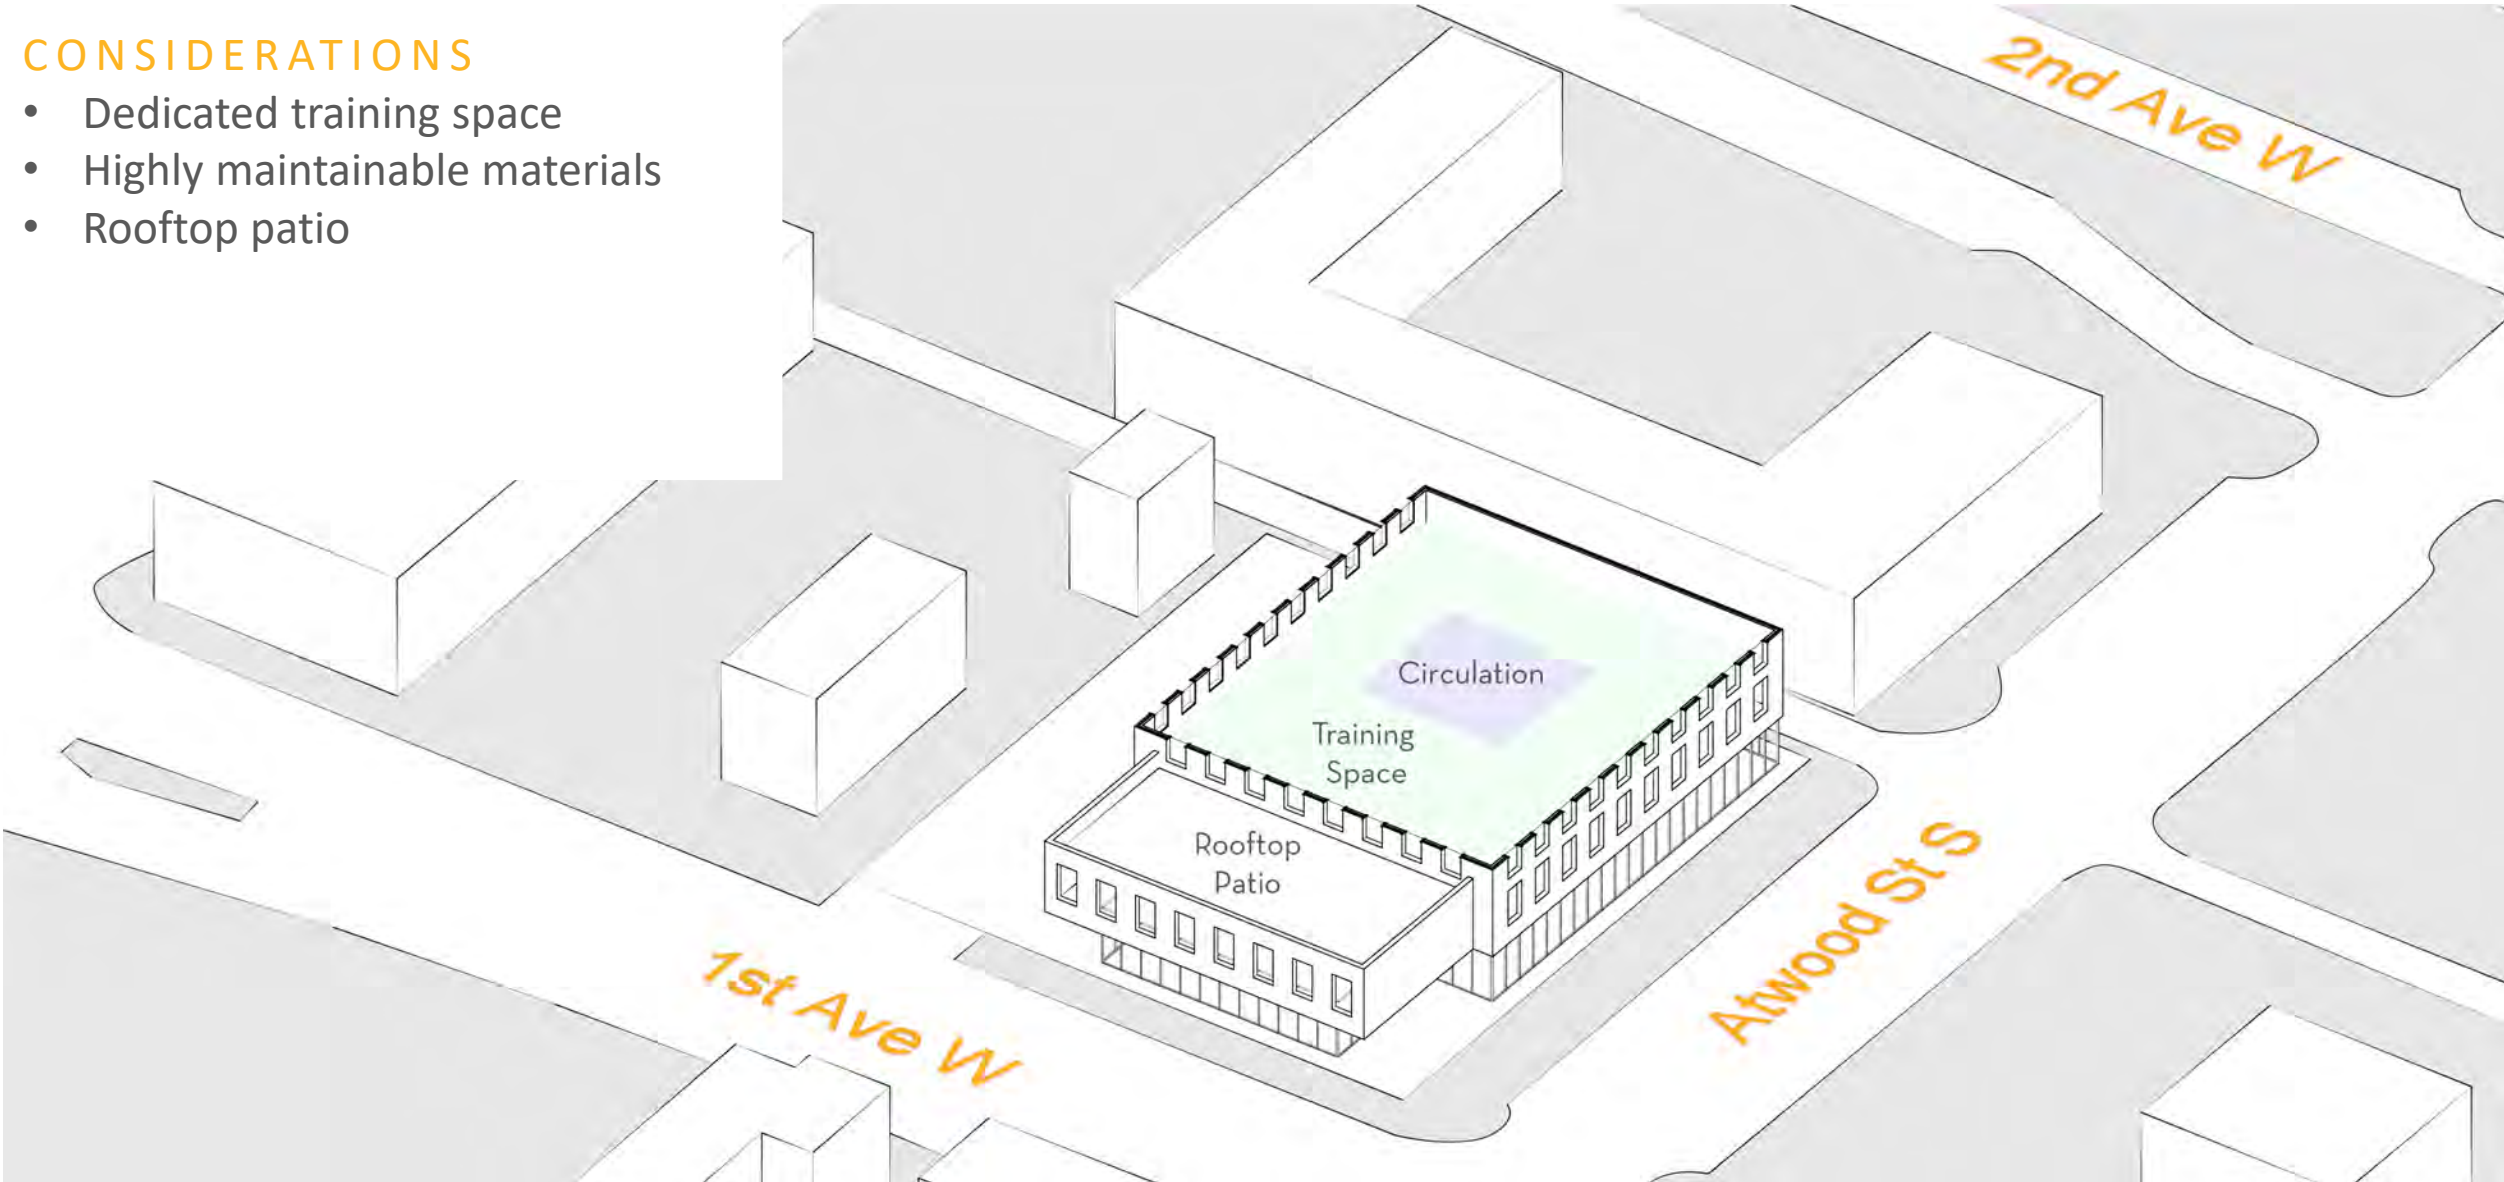 CONSIDERATIONS
• Dedicated training space
• Highly maintainable materials
• Rooftop patio
2nd Ave W
Circulation
Training
Space
Rooftop
Patio
Atwood St S
1st Ave W